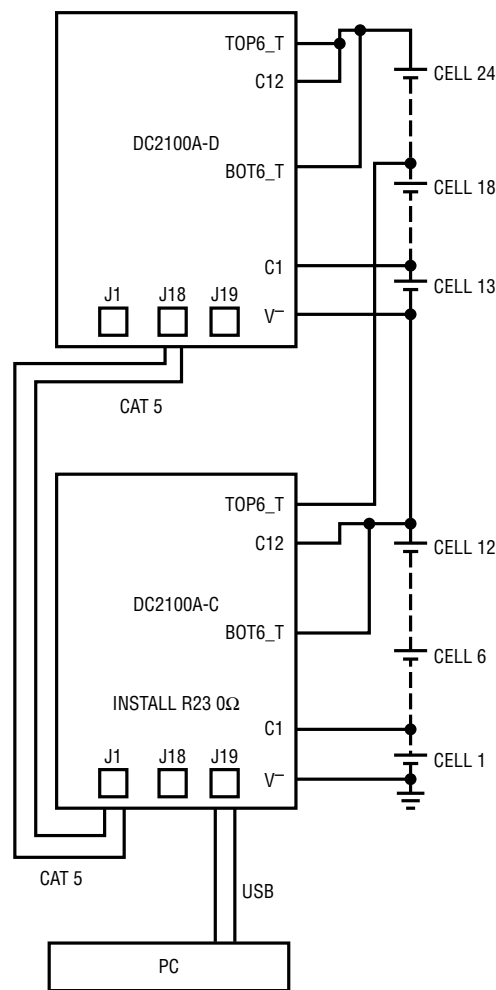 TOP6_T
C12
CELL 24
DC2100A-D
BOT6_T
CELL 18
C1
CELL 13
J1 J18 J19
V–
CAT 5
TOP6_T
C12
CELL 12
DC2100A-C
BOT6_T
CELL 6
INSTALL R23 0Ω
C1
J1 J18 J19
CELL 1
V–
CAT 5
USB
PC